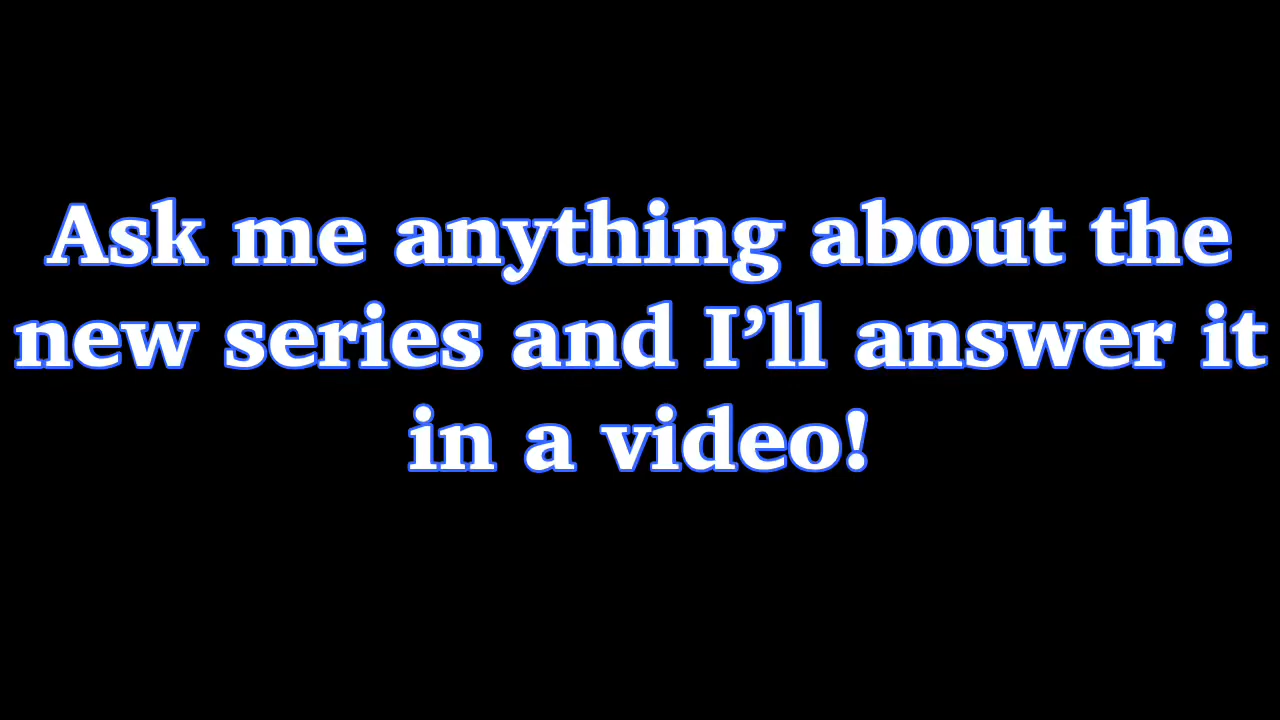 Ask me anything about the
new series and I’ll answer it
in a video!